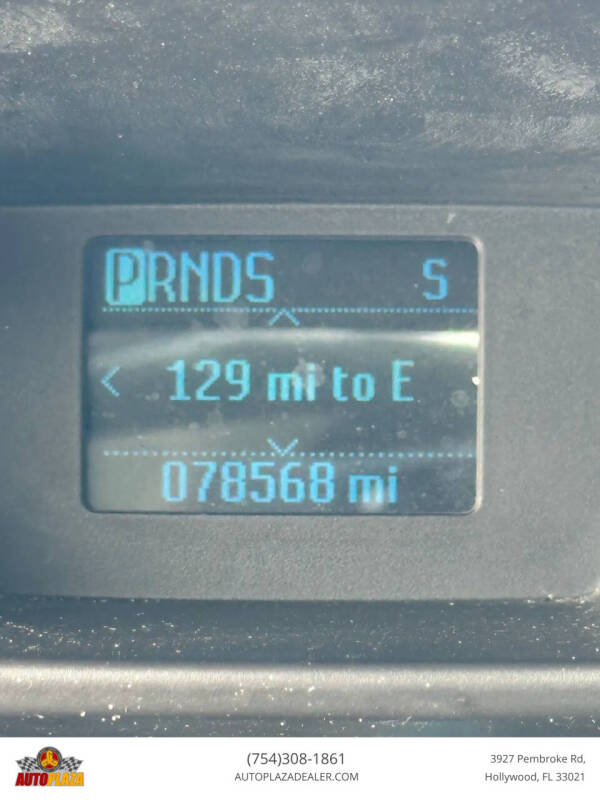 PRNDS S
129 mi to E
078568 mi
AUTOPLAZA
(754)308-1861
AUTOPLAZADEALER.COM
3927 Pembroke Rd,
Hollywood, FL 33021